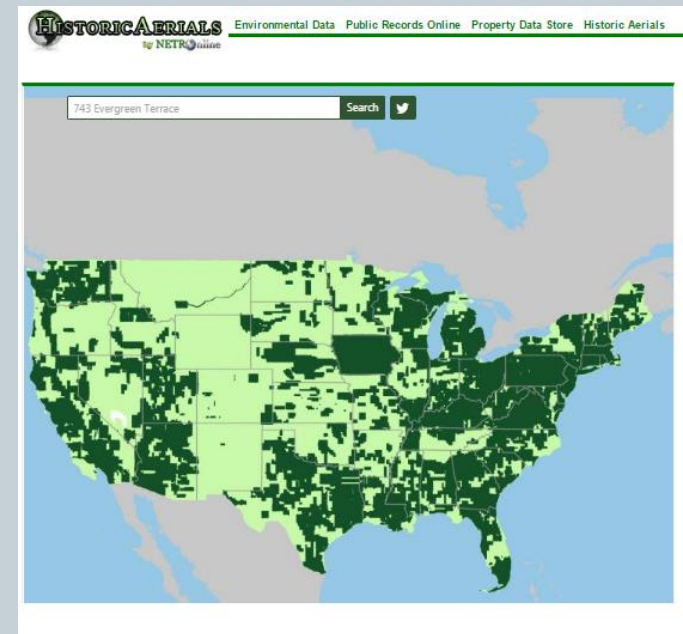 HISTORICAERIALS
by NETROnline
Environmental Data Public Records Online Property Data Store Historic Aerials
743 Evergreen Terrace
Search